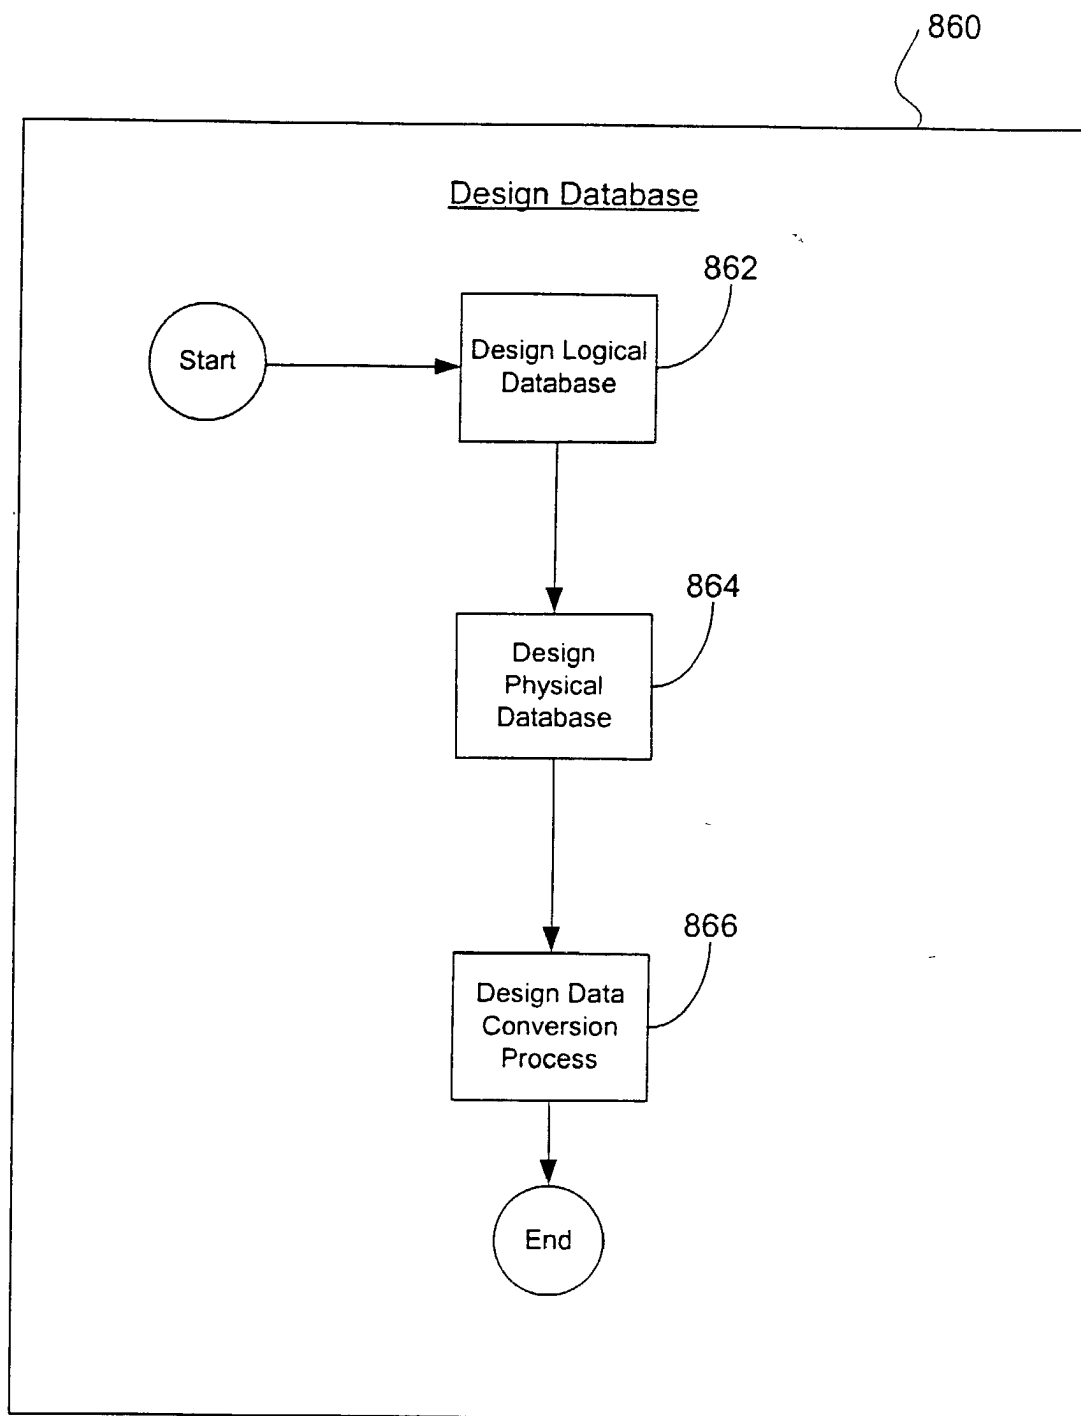 860
Design Database
862
Start
Design Logical
Database
864
Design
Physical
Database
866
Design Data
Conversion
Process
End